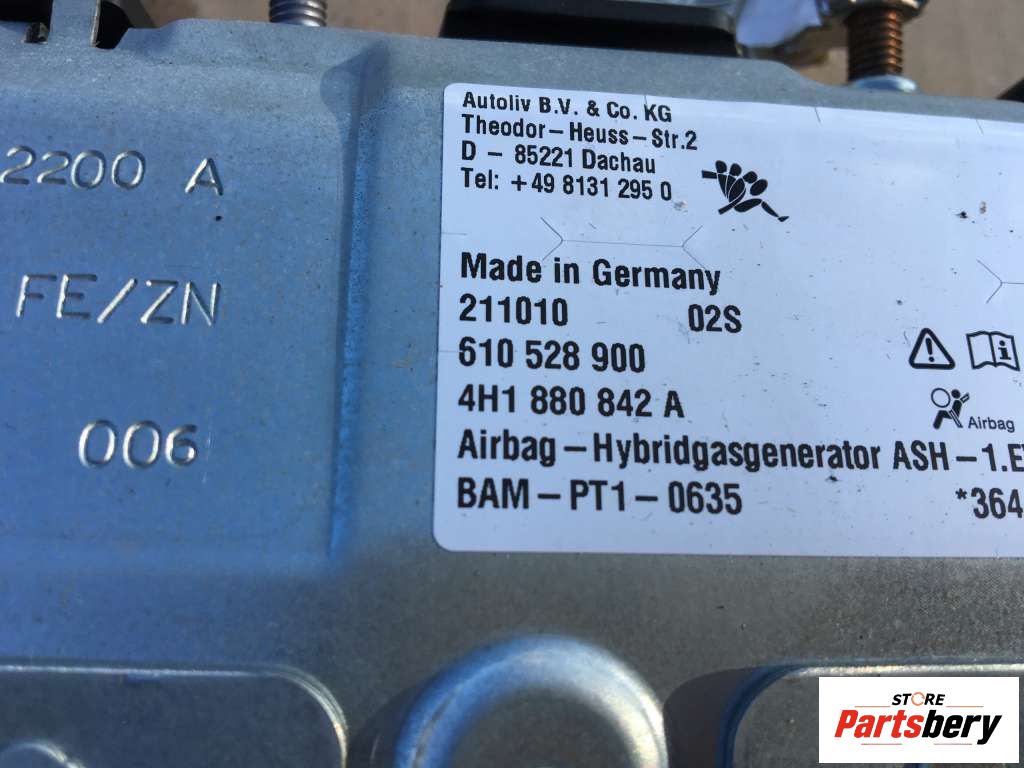 Autoliv B.V. & Co. KG
Theodor-Heuss-Str.2
D - 85221 Dachau
Tel: +49 8131 295 0
2200 A
FE/ZN
006
Made in Germany
211010 02S
610 528 900
4H1 880 842 A
Airbag
Airbag-Hybridgasgenerator ASH-1.E
BAM-PT1-0635 *364
STORE
Partsbery